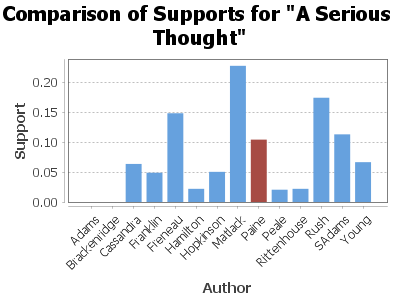 Comparison of Supports for "A Serious
Thought"
Support
0.20
0.15
0.10
0.05
0.00
Adams
Brackenridge
Cassandra
Franklin
Freneau
Hamilton
Hopkinson
Matlack
Paine
Peale
Rittenhouse
Rush
SAdams
Young
Author